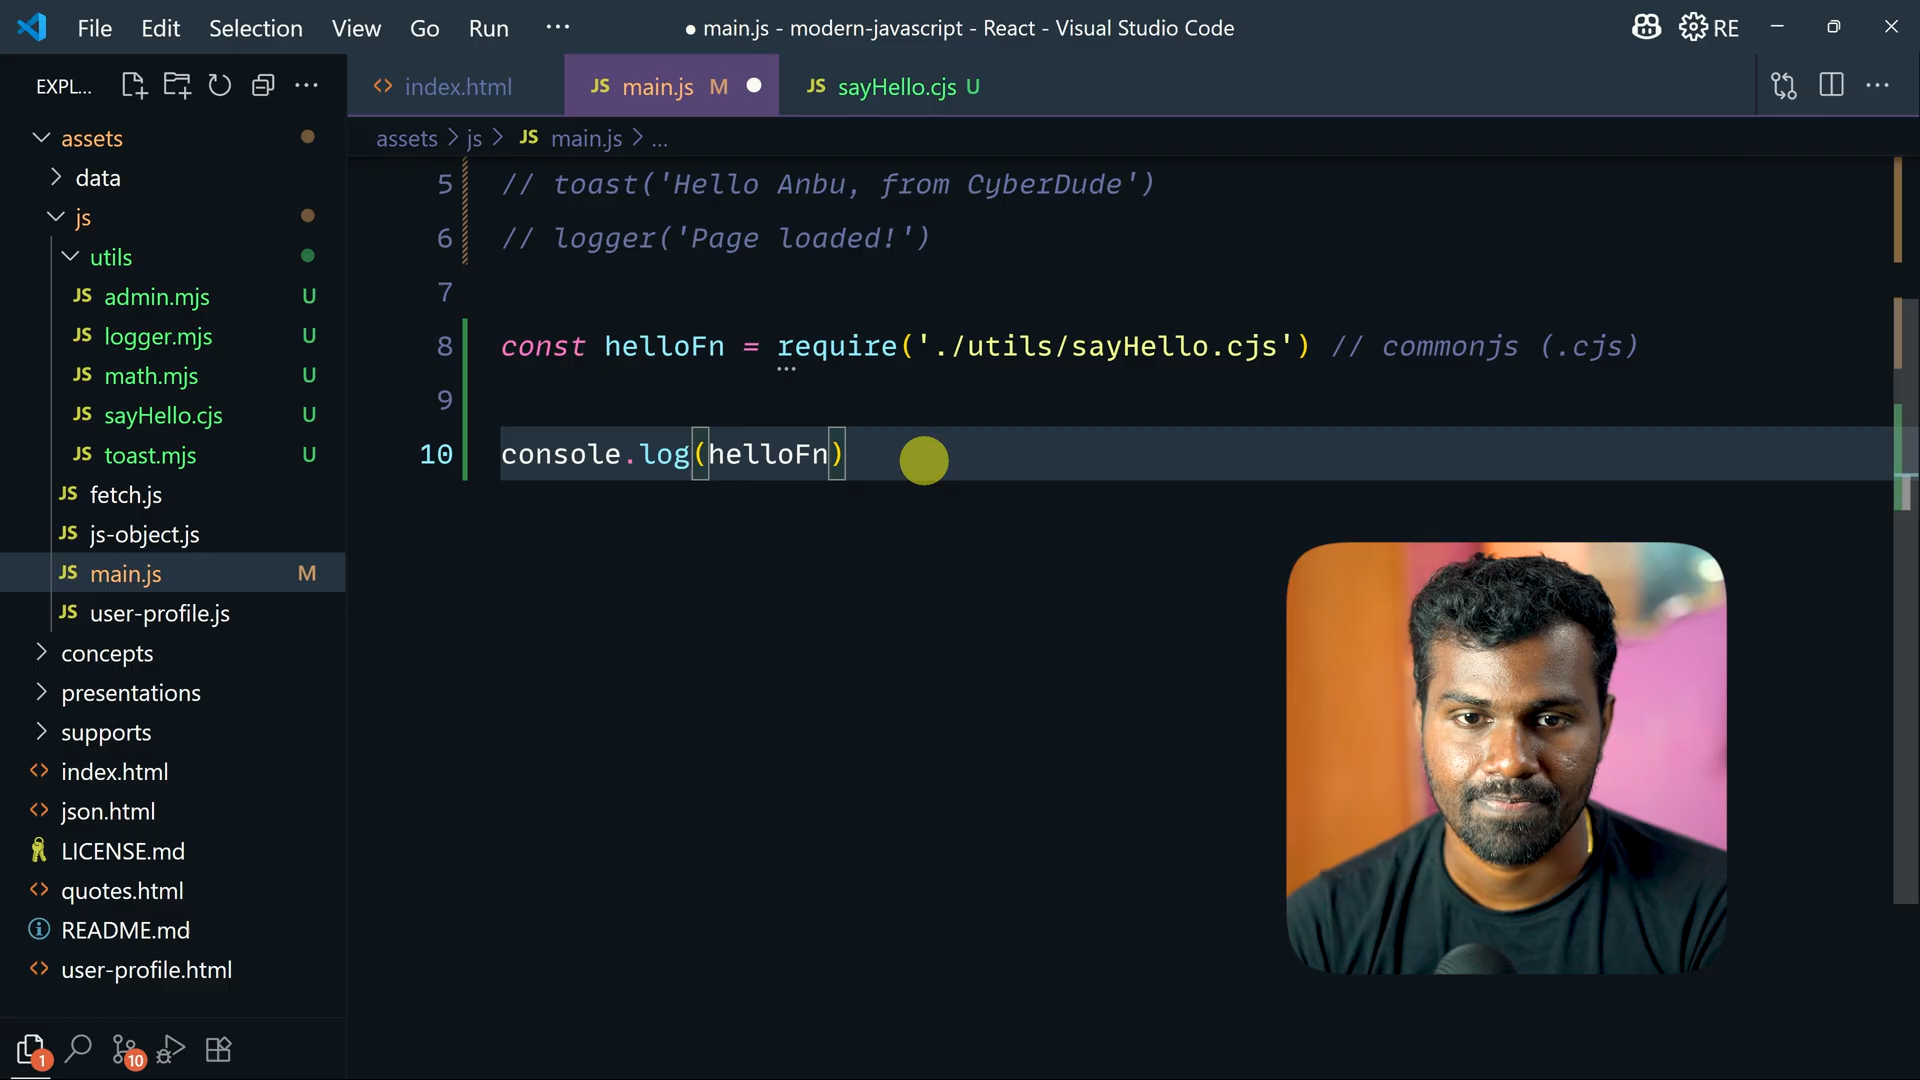 File Edit Selection View Go Run ···
● main.js - modern-javascript - React - Visual Studio Code
RE
EXPL...
index.html
JS main.js M
JS sayHello.cjs U
assets > js > JS main.js > ...
assets
data
js
utils
JS admin.mjs U
JS logger.mjs U
JS math.mjs U
JS sayHello.cjs U
JS toast.mjs U
JS fetch.js
JS js-object.js
JS main.js M
JS user-profile.js
concepts
presentations
supports
index.html
json.html
LICENSE.md
quotes.html
README.md
user-profile.html
1
10
5 // toast('Hello Anbu, from CyberDude')
6 // logger('Page loaded!')
7
8 const helloFn = require('./utils/sayHello.cjs') // commonjs (.cjs)
9
10 console.log(helloFn)